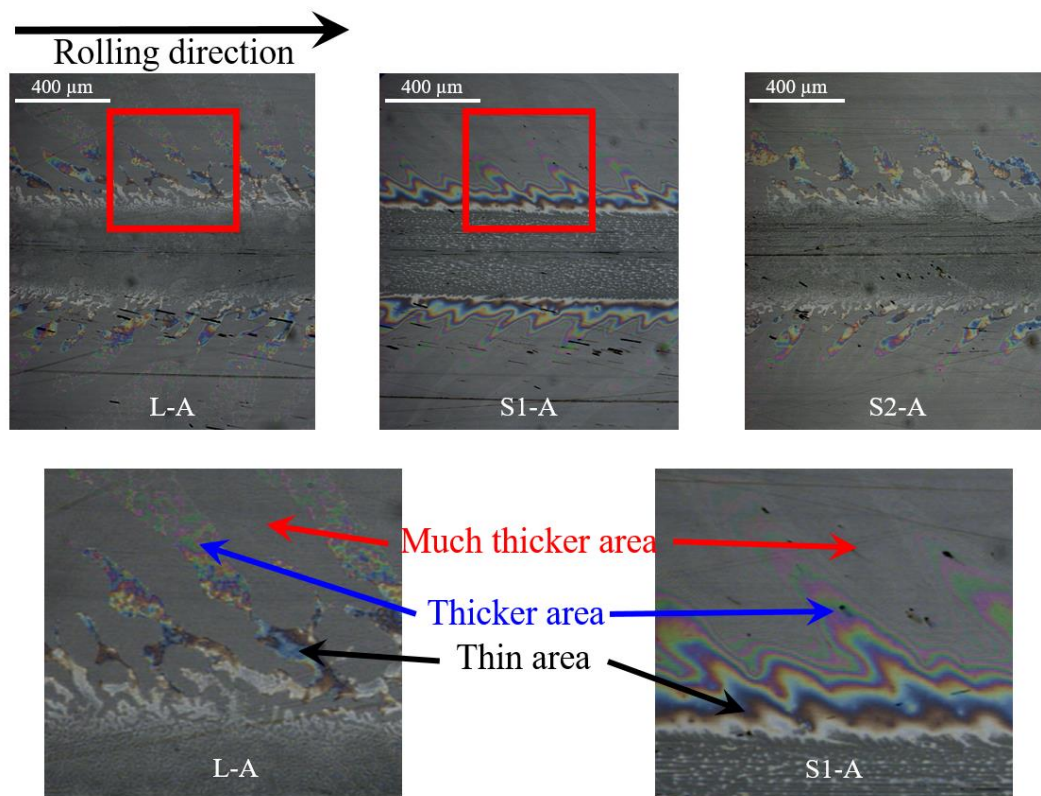 Rolling direction
400 µm
400 µm
400 µm
L-A
S1-A
S2-A
Much thicker area
Thicker area
Thin area
L-A
S1-A